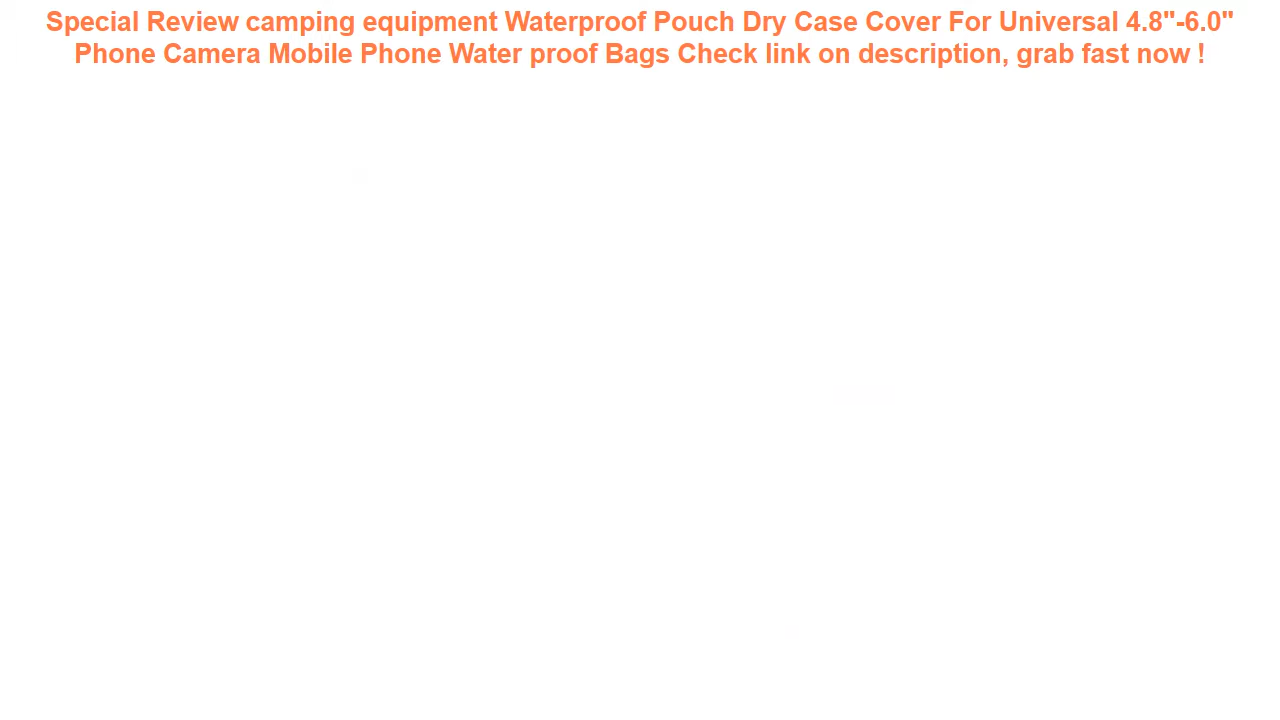 Special Review camping equipment Waterproof Pouch Dry Case Cover For Universal 4.8"-6.0"
Phone Camera Mobile Phone Water proof Bags Check link on description, grab fast now !